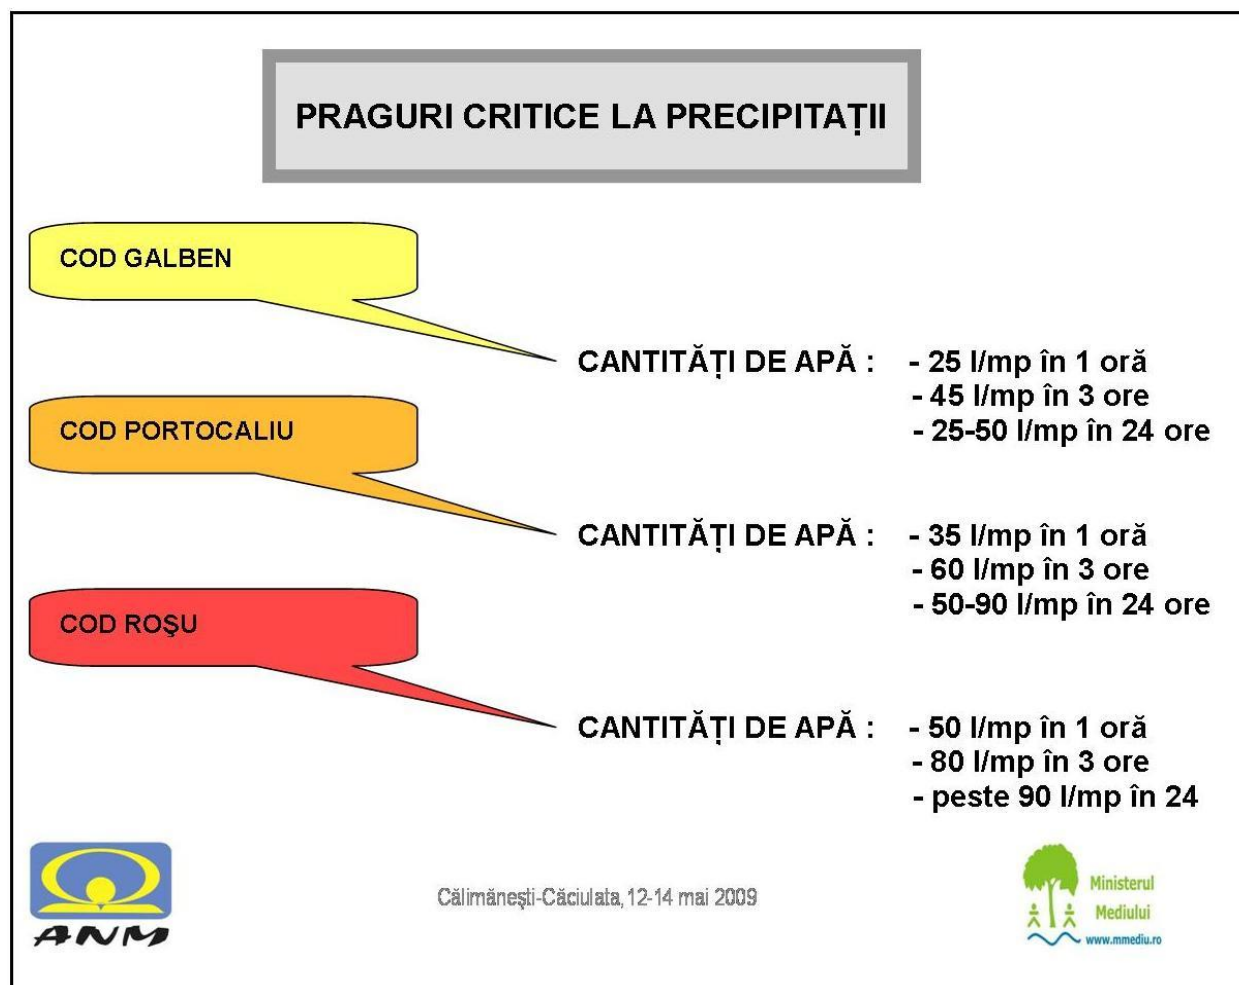 PRAGURI CRITICE LA PRECIPITAȚII
COD GALBEN
CANTITĂȚI DE APĂ : - 25 l/mp în 1 oră
- 45 l/mp în 3 ore
- 25-50 l/mp în 24 ore
COD PORTOCALIU
CANTITĂȚI DE APĂ : - 35 l/mp în 1 oră
- 60 l/mp în 3 ore
- 50-90 l/mp în 24 ore
COD ROŞU
CANTITĂȚI DE APĂ : - 50 l/mp în 1 oră
- 80 l/mp în 3 ore
- peste 90 l/mp în 24
ANM
Călimăneşti-Căciulata, 12-14 mai 2009
Ministerul
Mediului
www.mmediu.ro